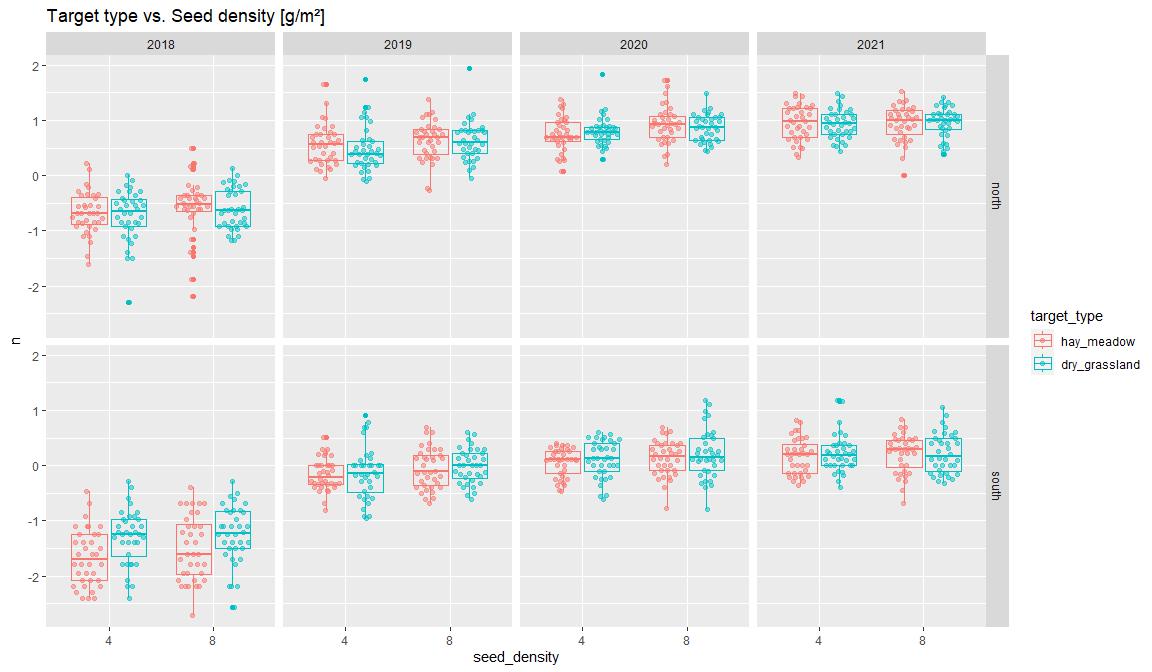 Target type vs. Seed density [g/m²]
2018 2019 2020 2021
2
1
0
-1
-2
north
n
2
1
0
-1
-2
south
4 8 4 8 4 8 4 8
seed_density
target_type
hay_meadow
dry_grassland